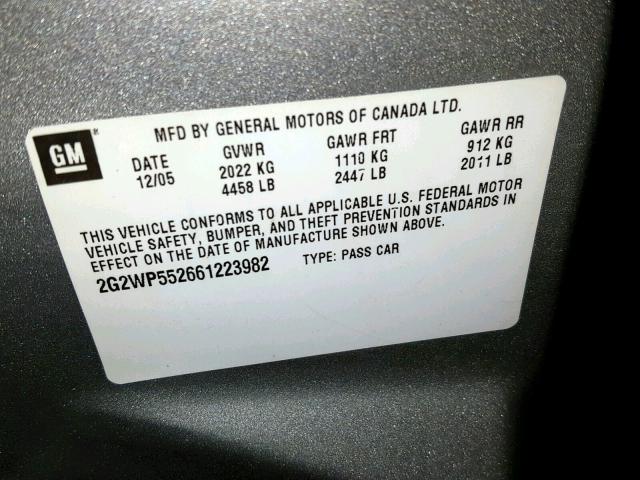 GM ®
MFD BY GENERAL MOTORS OF CANADA LTD.
DATE GVWR GAWR FRT GAWR RR
12/05 2022 KG 1110 KG 912 KG
4458 LB 2447 LB 2011 LB
THIS VEHICLE CONFORMS TO ALL APPLICABLE U.S. FEDERAL MOTOR
VEHICLE SAFETY, BUMPER, AND THEFT PREVENTION STANDARDS IN
EFFECT ON THE DATE OF MANUFACTURE SHOWN ABOVE.
2G2WP552661223982 TYPE: PASS CAR